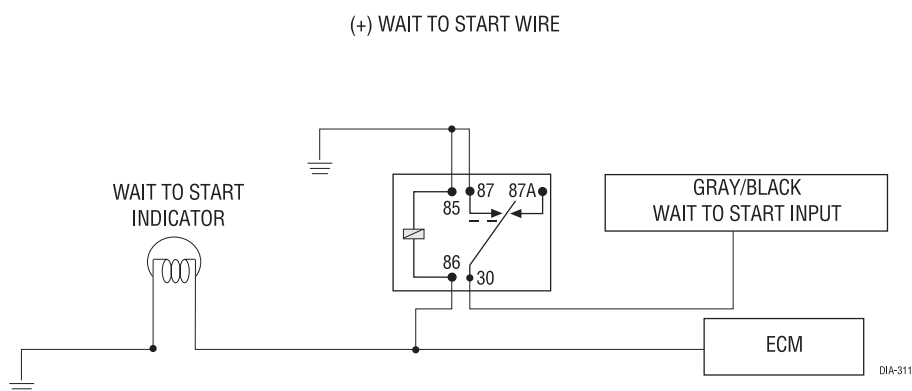 (+) WAIT TO START WIRE
WAIT TO START
INDICATOR
87 87A
85
86
30
GRAY/BLACK
WAIT TO START INPUT
ECM
DIA-311